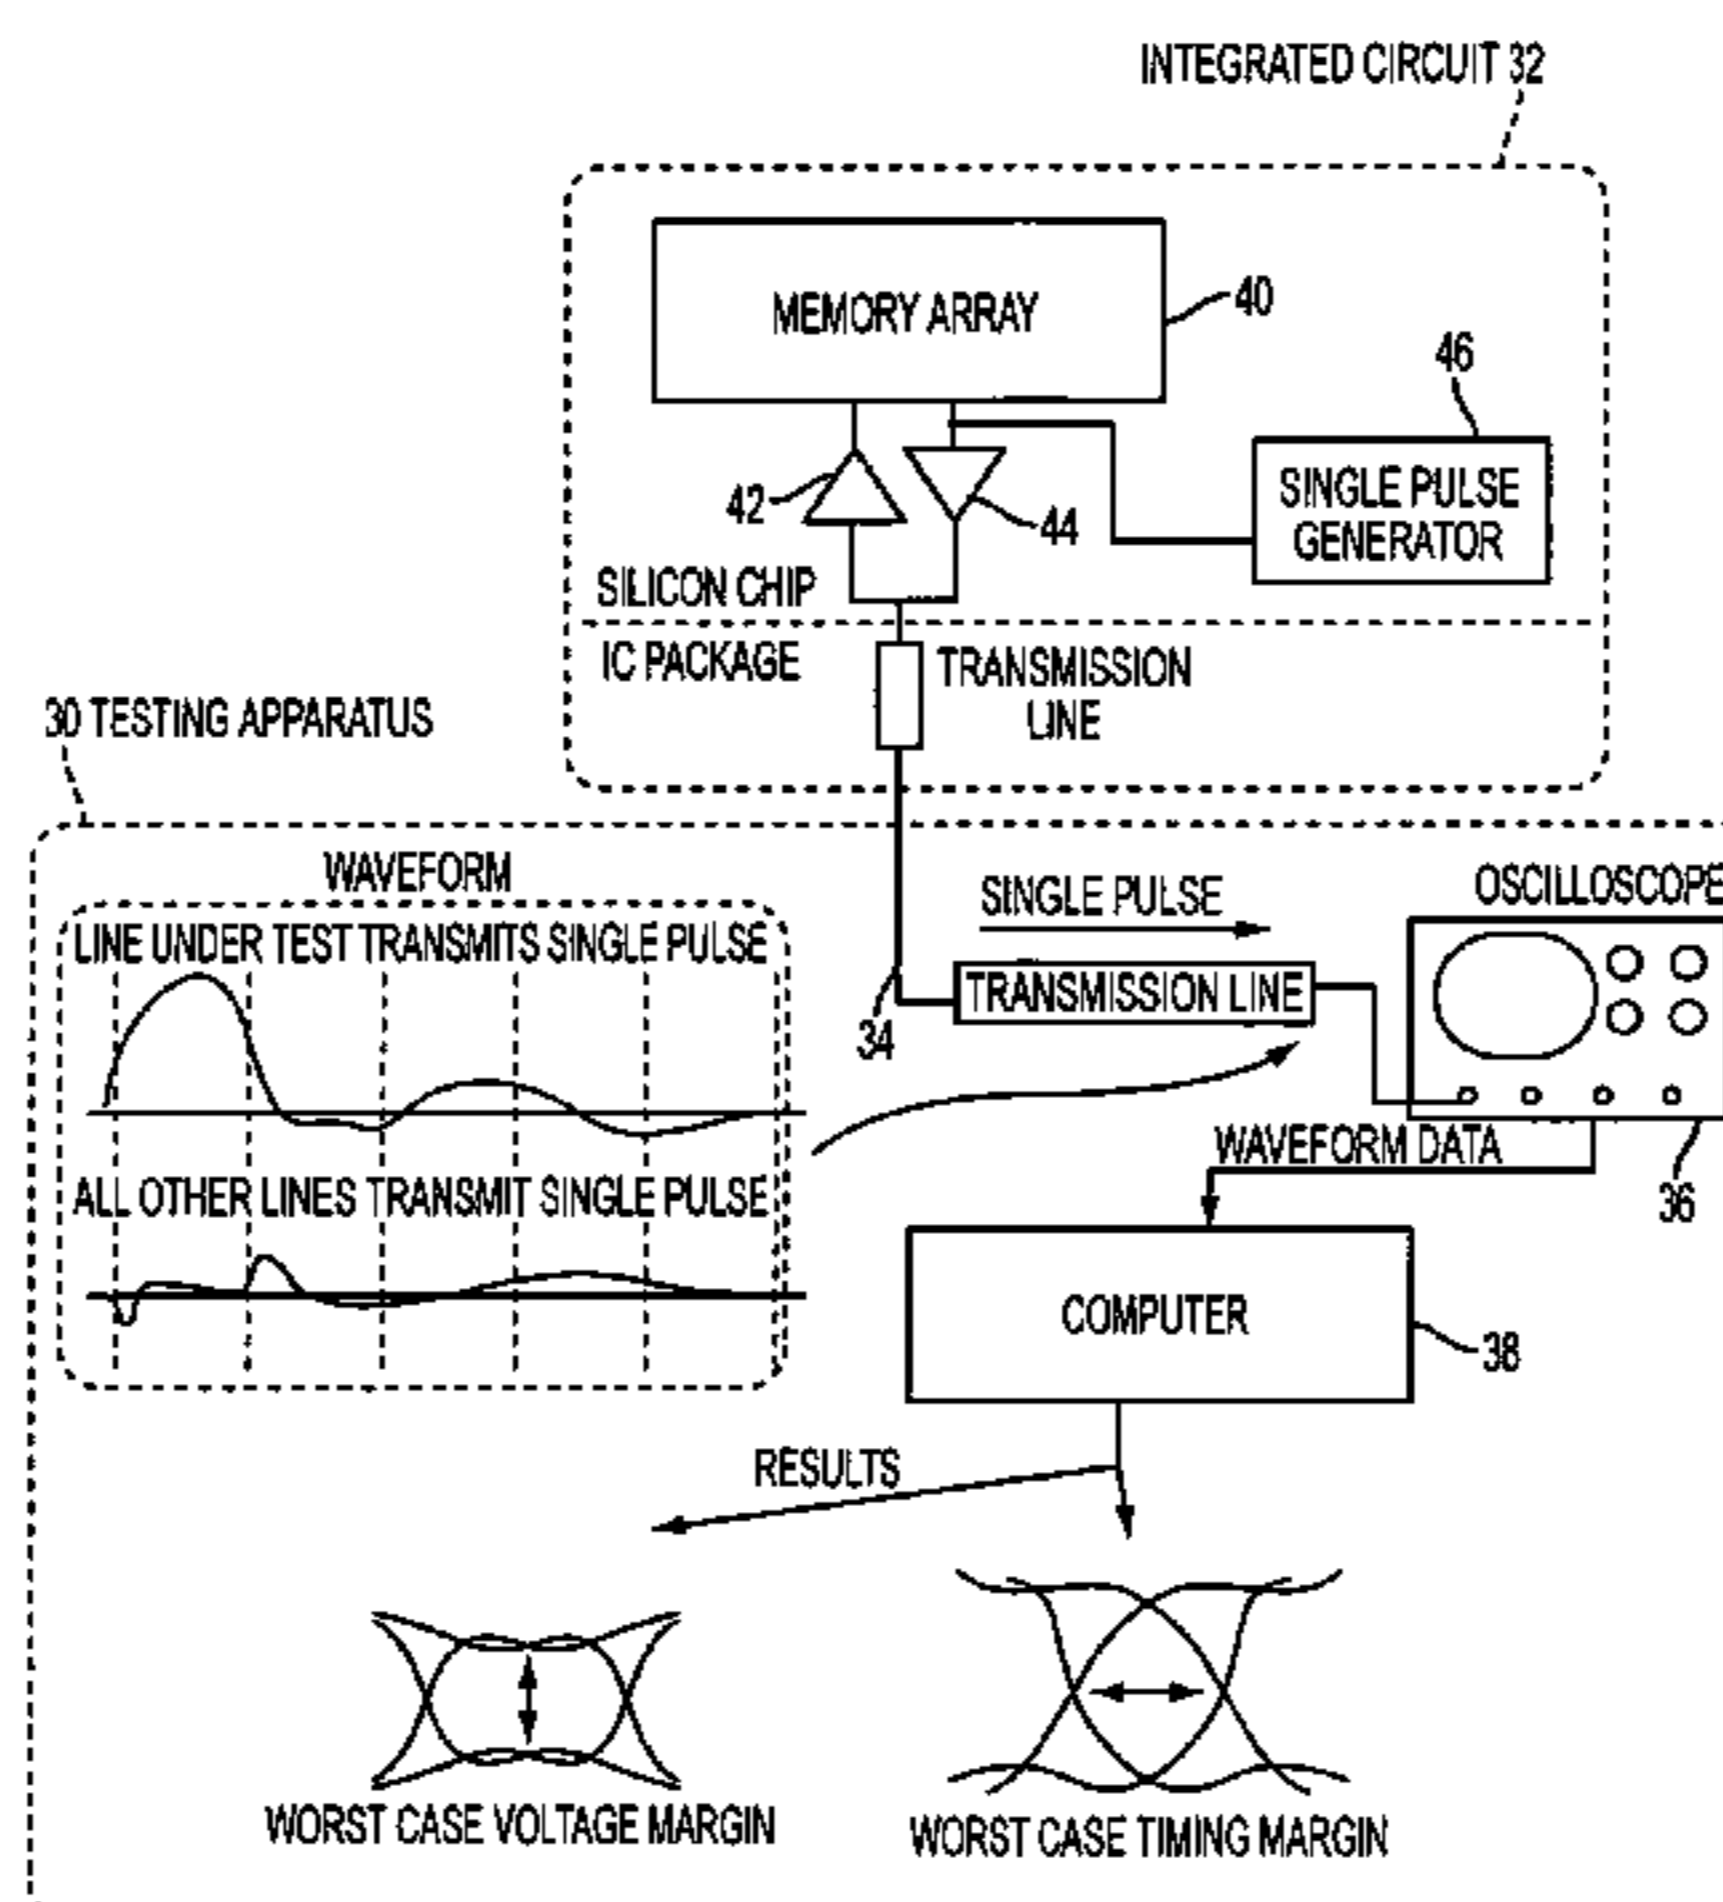 INTEGRATED CIRCUIT 32
MEMORY ARRAY
40
46
SINGLE PULSE
GENERATOR
42
44
SILICON CHIP
IC PACKAGE
TRANSMISSION
LINE
30 TESTING APPARATUS
WAVEFORM
LINE UNDER TEST TRANSMITS SINGLE PULSE
SINGLE PULSE
OSCILLOSCOPE
TRANSMISSION LINE
34
WAVEFORM DATA
36
ALL OTHER LINES TRANSMIT SINGLE PULSE
COMPUTER
38
RESULTS
WORST CASE VOLTAGE MARGIN
WORST CASE TIMING MARGIN